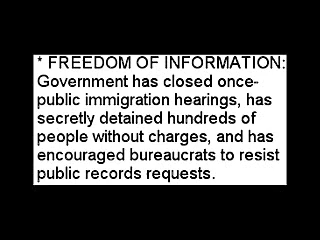 * FREEDOM OF INFORMATION:
Government has closed once-
public immigration hearings, has
secretly detained hundreds of
people without charges, and has
encouraged bureaucrats to resist
public records requests.